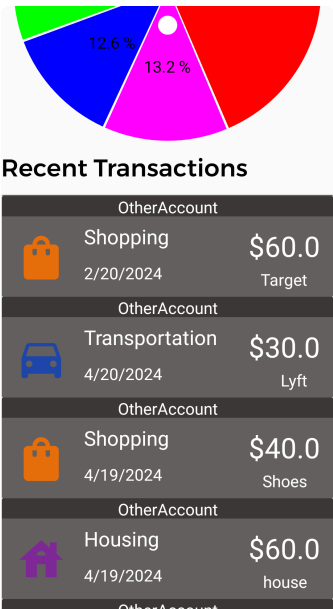 12.6 %
13.2 %
Recent Transactions
OtherAccount
Shopping
$60.0
2/20/2024
Target
OtherAccount
Transportation
$30.0
4/20/2024
Lyft
OtherAccount
Shopping
$40.0
4/19/2024
Shoes
OtherAccount
Housing
$60.0
4/19/2024
house
OtherAccount